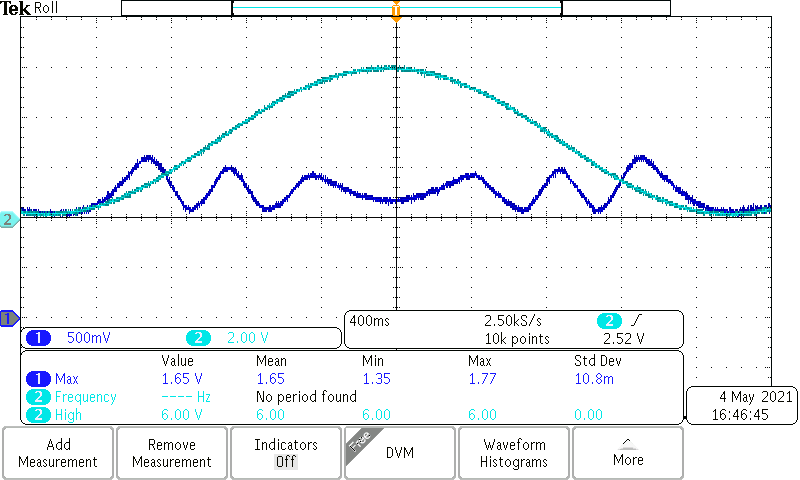 Tek Roll
T
2
1
1 500mV 2 2.00 V
400ms 2.50kS/s 2
10k points 2.52 V
Value Mean Min Max Std Dev
1 Max 1.65 V 1.65 1.35 1.77 10.8m
2 Frequency ---- Hz No period found
2 High 6.00 V 6.00 6.00 6.00 0.00
4 May 2021
16:46:45
Add Measurement
Remove Measurement
Indicators
Off
Free
DVM
Waveform Histograms
More